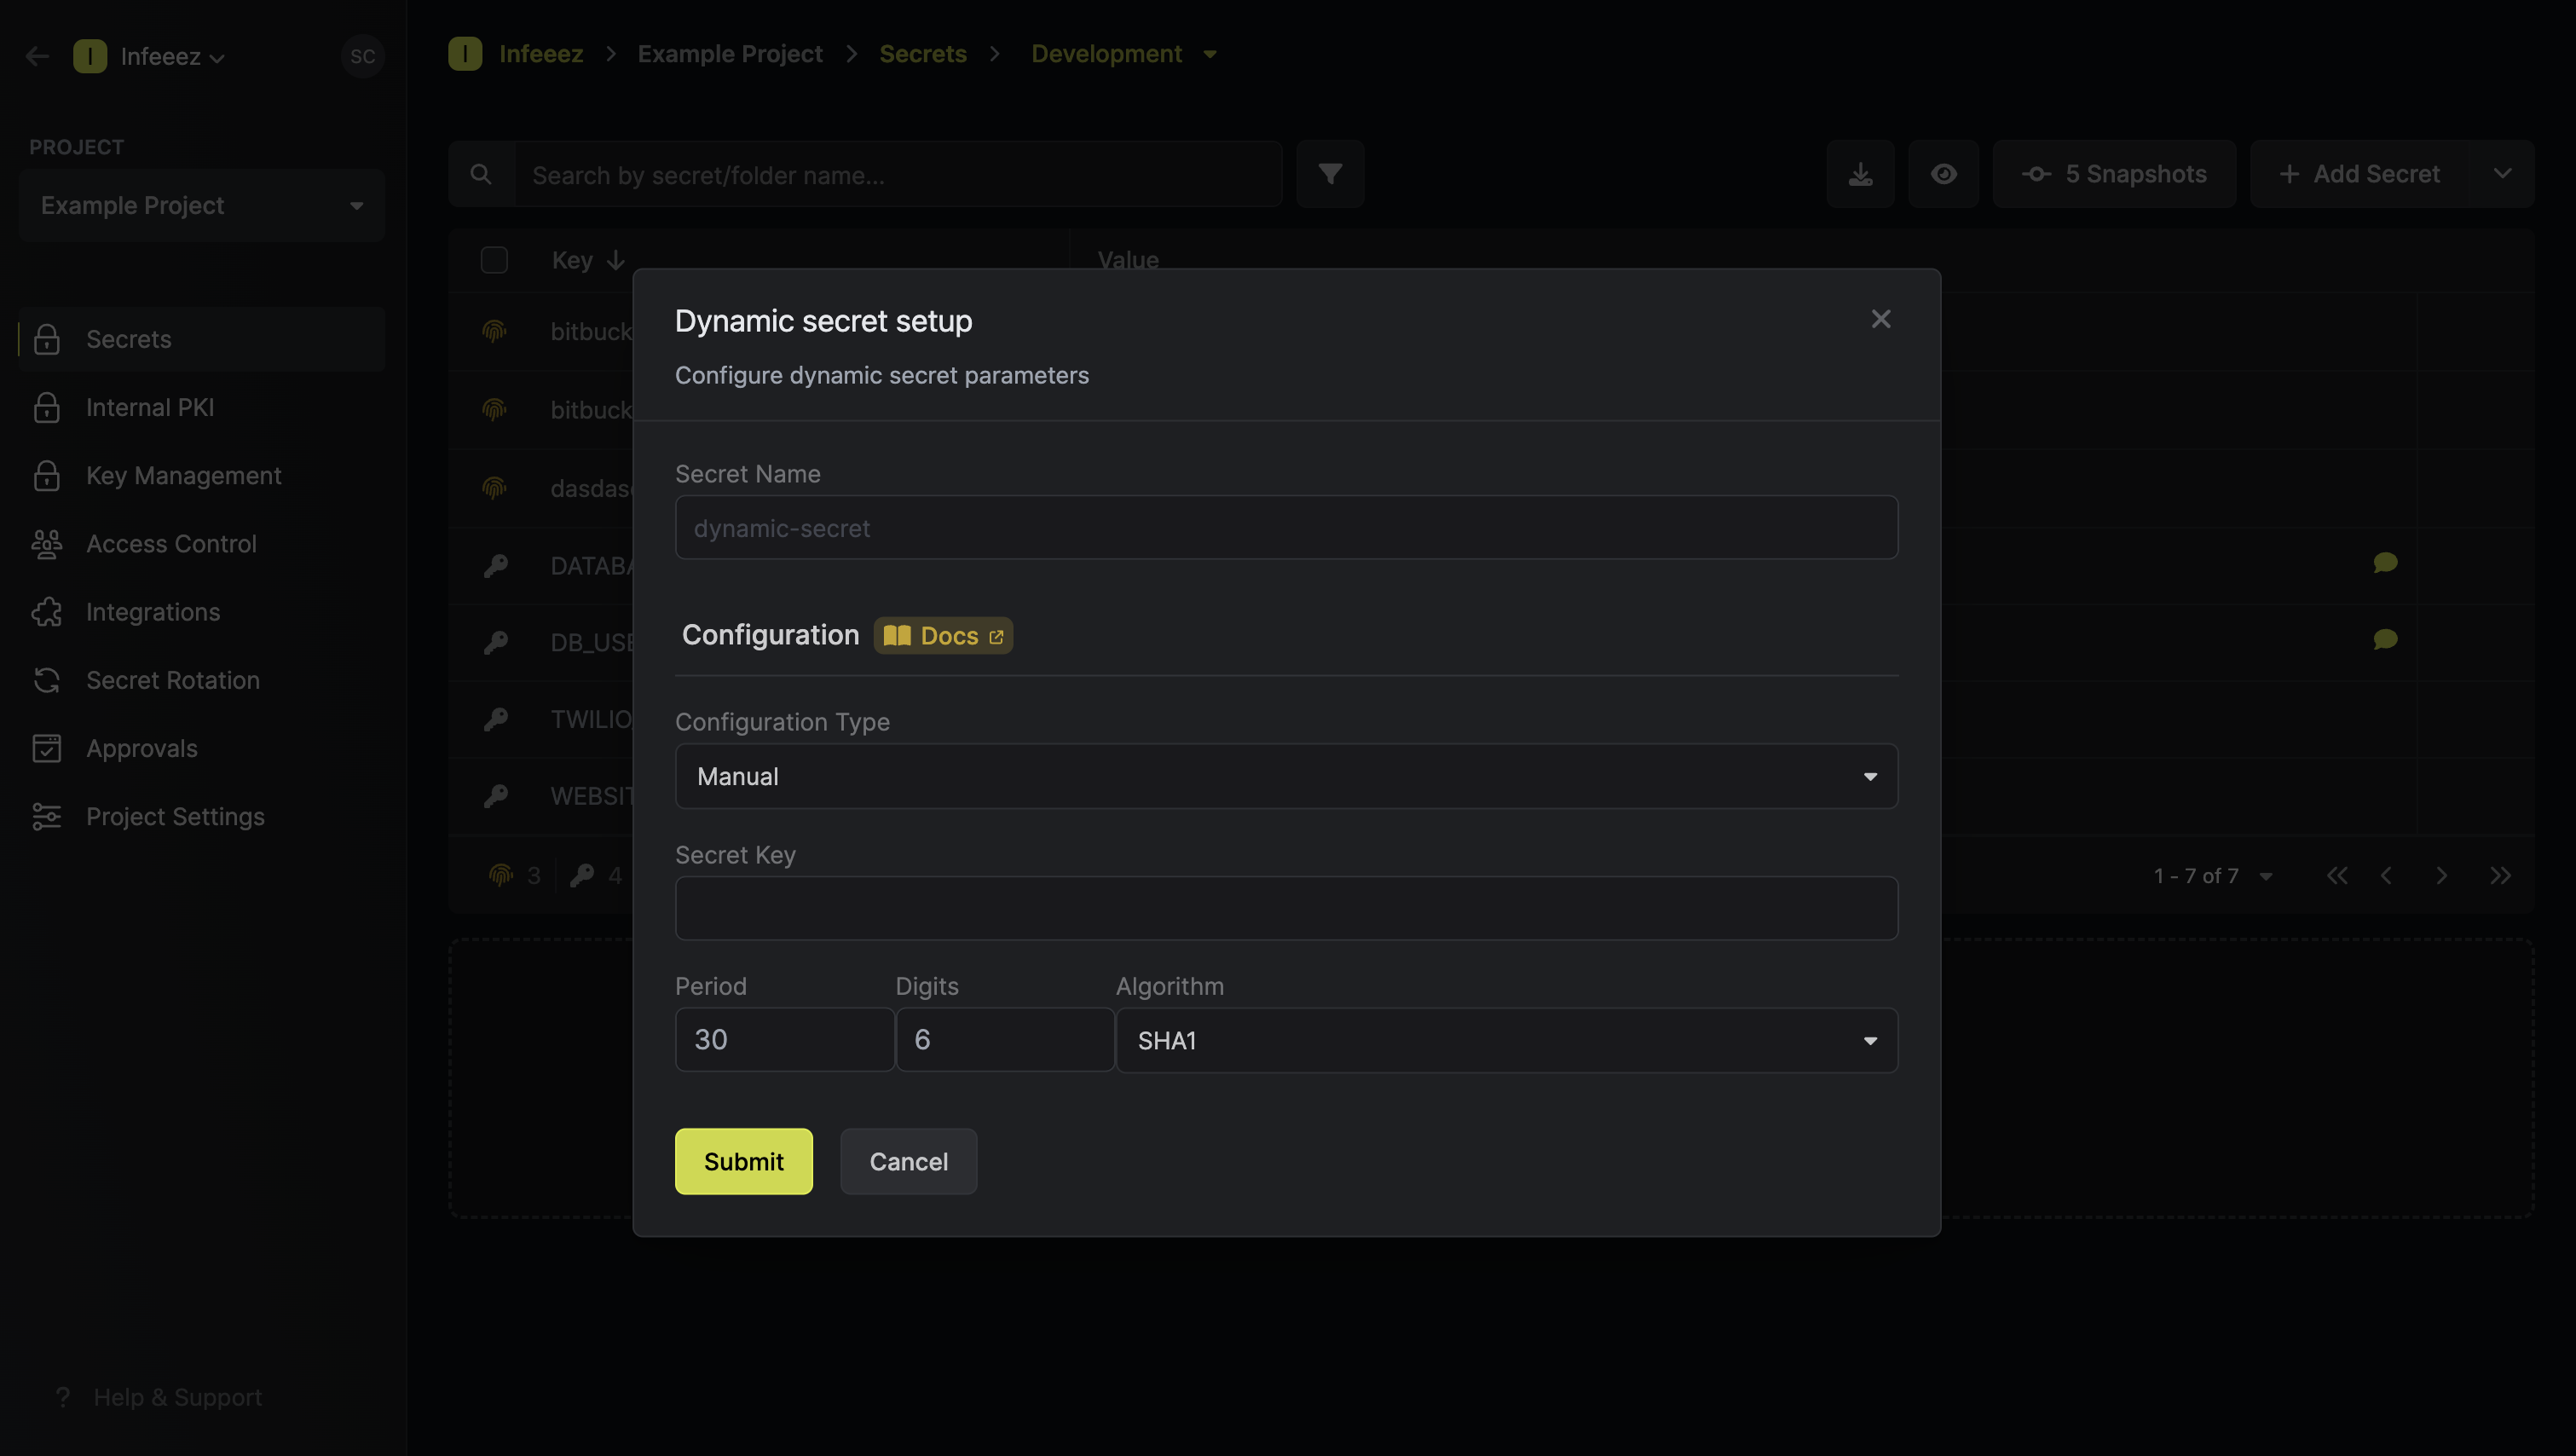 Infeeez
SC
Infeeez > Example Project > Secrets > Development
PROJECT
Example Project
Search by secret/folder name...
5 Snapshots
Add Secret
Secrets
Internal PKI
Key Management
Access Control
Integrations
Secret Rotation
Approvals
Project Settings
Help & Support
Key
Value
bitbuck
bitbuck
DATABA
DB_USE
TWILIO
WEBSIT
3
4
1 - 7 of 7
Dynamic secret setup
Configure dynamic secret parameters
Secret Name
dynamic-secret
Configuration Docs
Configuration Type
Manual
Secret Key
Period Digits Algorithm
30 6 SHA1
Submit Cancel